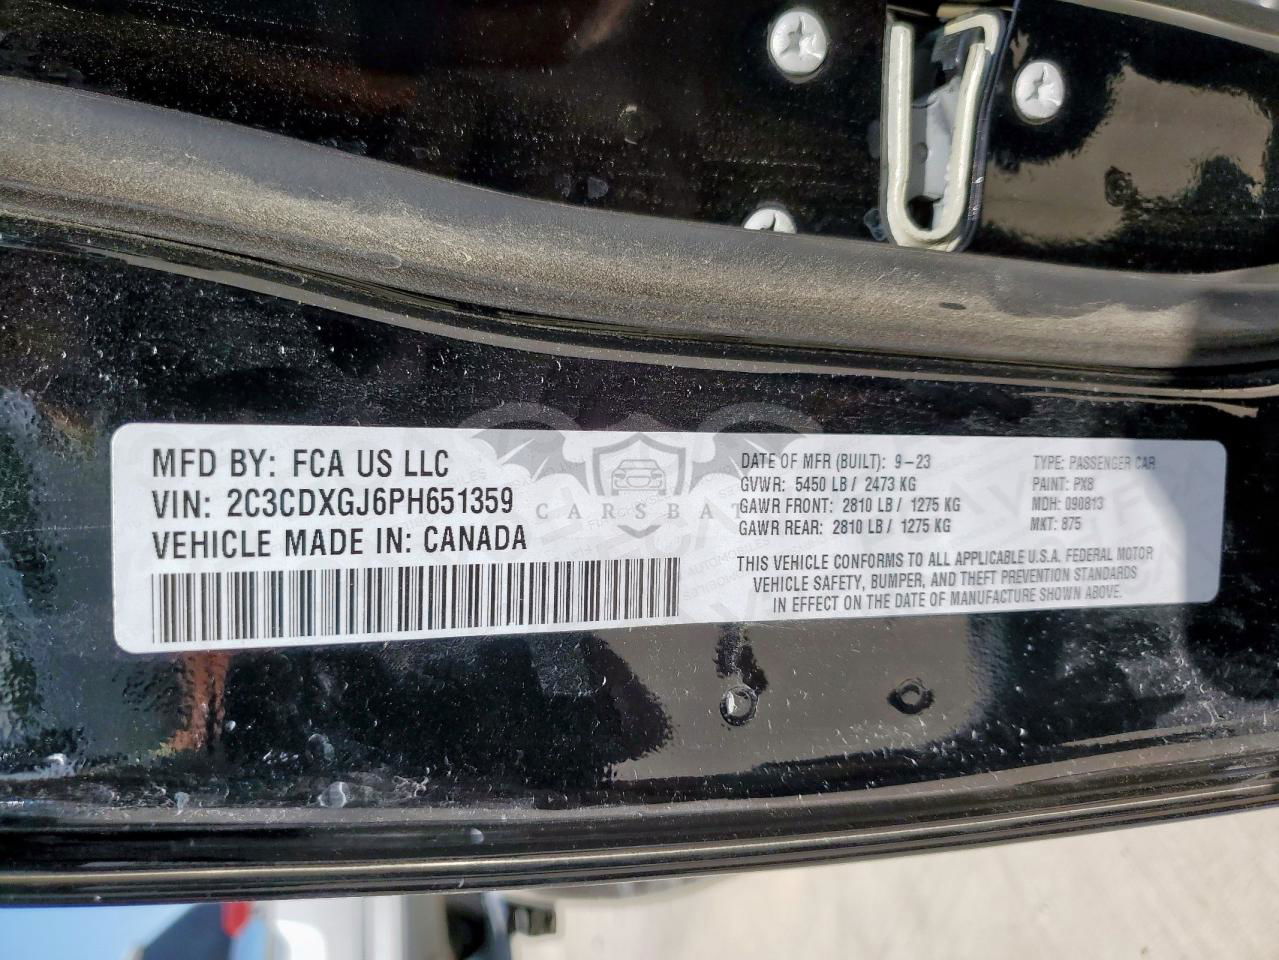 MFD BY: FCA US LLC
VIN: 2C3CDXGJ6PH651359
VEHICLE MADE IN: CANADA
DATE OF MFR (BUILT): 9-23
GVWR: 5450 LB / 2473 KG
GAWR FRONT: 2810 LB / 1275 KG
GAWR REAR: 2810 LB / 1275 KG
TYPE: PASSENGER CAR
PAINT: PX8
MDH: 090813
MKT: 875
THIS VEHICLE CONFORMS TO ALL APPLICABLE U.S.A. FEDERAL MOTOR
VEHICLE SAFETY, BUMPER, AND THEFT PREVENTION STANDARDS
IN EFFECT ON THE DATE OF MANUFACTURE SHOWN ABOVE.
CARSBAT